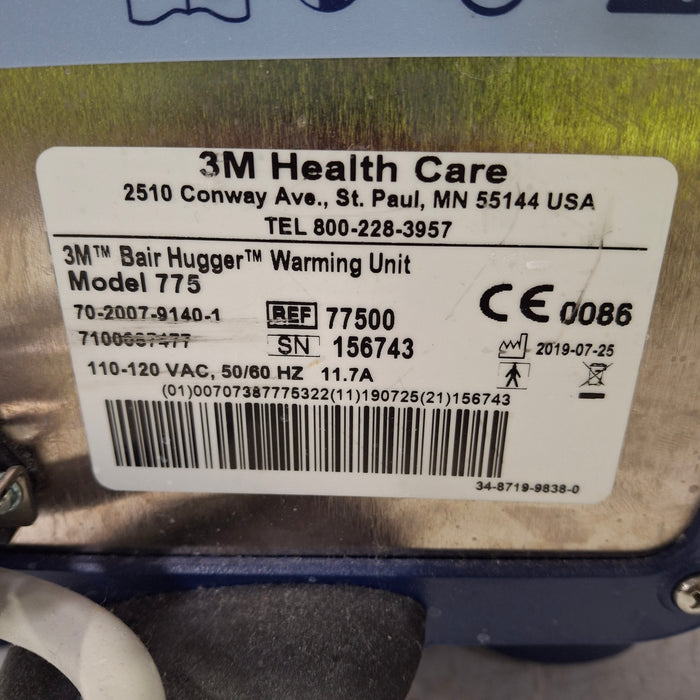 3M Health Care
2510 Conway Ave., St. Paul, MN 55144 USA
TEL 800-228-3957
3M™ Bair Hugger™ Warming Unit
Model 775
70-2007-9140-1
REF 77500
CE 0086
SN 156743
2019-07-25
110-120 VAC, 50/60 HZ 11.7A
(01)00707387775322(11)190725(21)156743
34-8719-9838-0